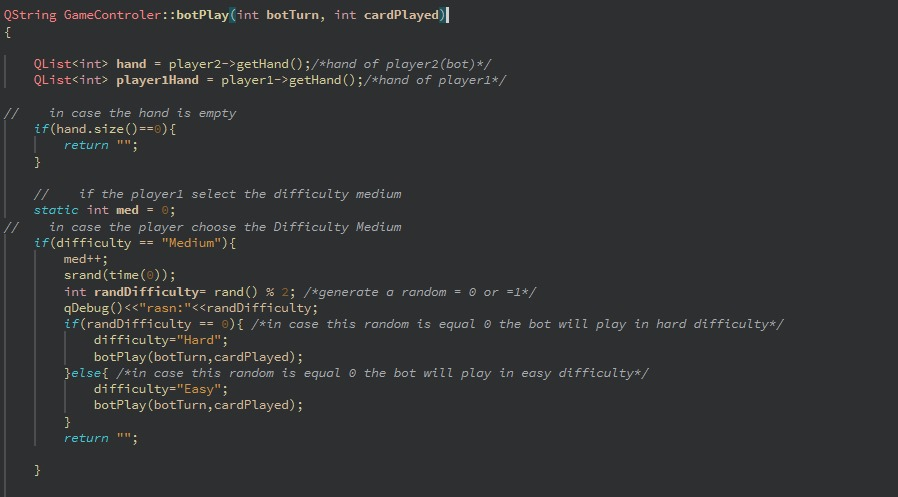 QString GameControler::botPlay(int botTurn, int cardPlayed)
{
QList<int> hand = player2->getHand();/*hand of player2(bot)*/
QList<int> player1Hand = player1->getHand();/*hand of player1*/
// in case the hand is empty
if(hand.size()==0){
return "";
}
// if the player1 select the difficulty medium
static int med = 0;
// in case the player choose the Difficulty Medium
if(difficulty == "Medium"){
med++;
srand(time(0));
int randDifficulty= rand() % 2; /*generate a random = 0 or =1*/
qDebug()<<"rasn:"<<randDifficulty;
if(randDifficulty == 0){ /*in case this random is equal 0 the bot will play in hard difficulty*/
difficulty="Hard";
botPlay(botTurn,cardPlayed);
}else{ /*in case this random is equal 0 the bot will play in easy difficulty*/
difficulty="Easy";
botPlay(botTurn,cardPlayed);
}
return "";
}